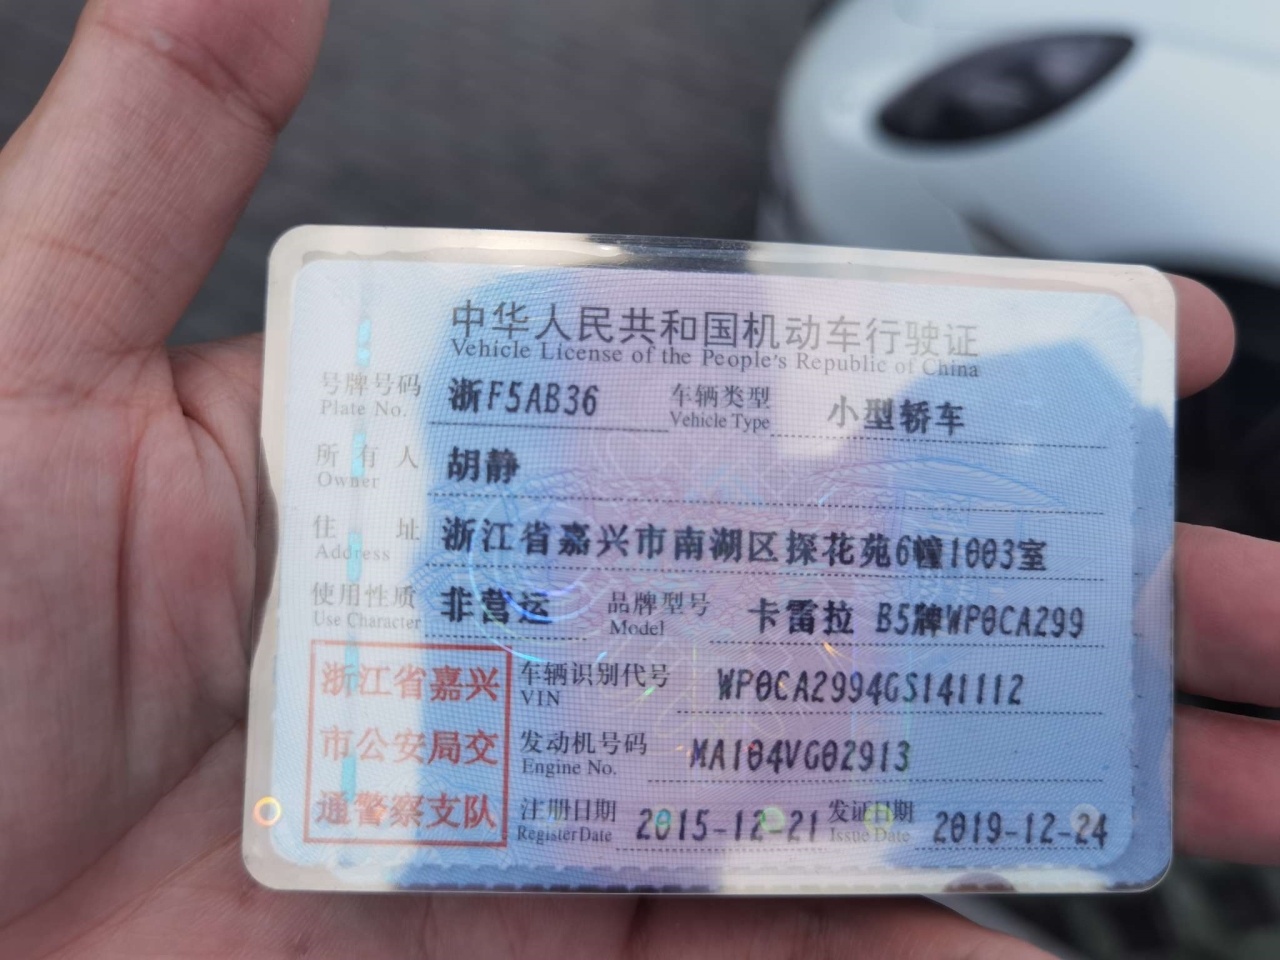 中华人民共和国机动车行驶证
Vehicle License of the People's Republic of China
号牌号码 浙F5AB36 车辆类型 小型轿车
Plate No. Vehicle Type
所有人 胡静
Owner
住址 浙江省嘉兴市南湖区探花苑6幢1003室
Address
使用性质 非营运 品牌型号 卡雷拉 B5牌WP0CA299
Use Character Model
浙江省嘉兴 车辆识别代号 WP0CA2994GS141112
VIN
市公安局交 发动机号码 MA104VG02913
Engine No.
通警察支队 注册日期 2015-12-21 发证日期 2019-12-24
Register Date Issue Date